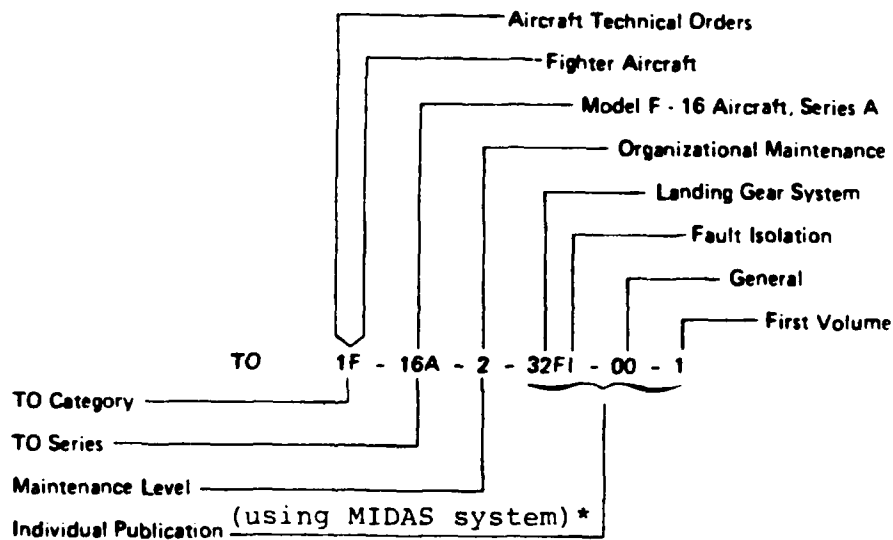 Aircraft Technical Orders
Fighter Aircraft
Model F - 16 Aircraft, Series A
Organizational Maintenance
Landing Gear System
Fault Isolation
General
First Volume
TO 1F - 16A - 2 - 32FI - 00 - 1
TO Category
TO Series
Maintenance Level
Individual Publication (using MIDAS system)*